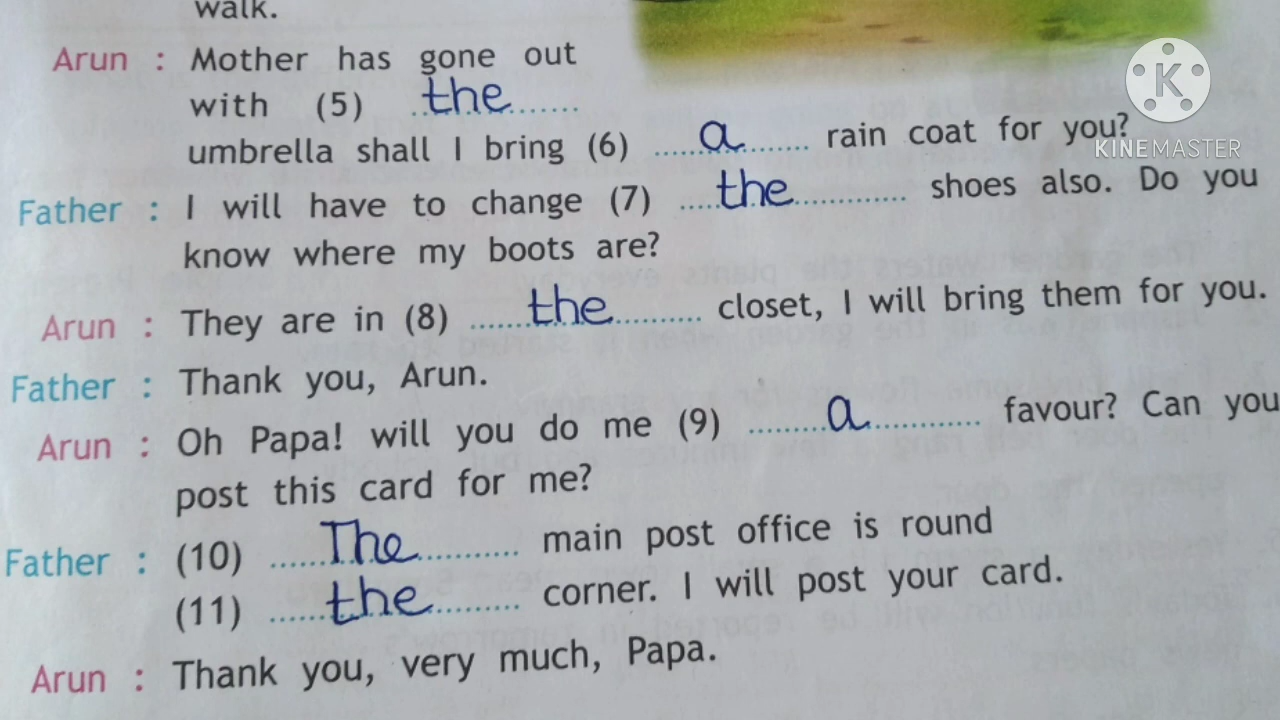 walk.
Arun : Mother has gone out
with (5) the
umbrella shall I bring (6) a rain coat for you?
Father : I will have to change (7) the shoes also. Do you
know where my boots are?
Arun : They are in (8) the closet, I will bring them for you.
Father : Thank you, Arun.
Arun : Oh Papa! will you do me (9) a favour? Can you
post this card for me?
Father : (10) The main post office is round
(11) the corner. I will post your card.
Arun : Thank you, very much, Papa.
K
KINEMASTER